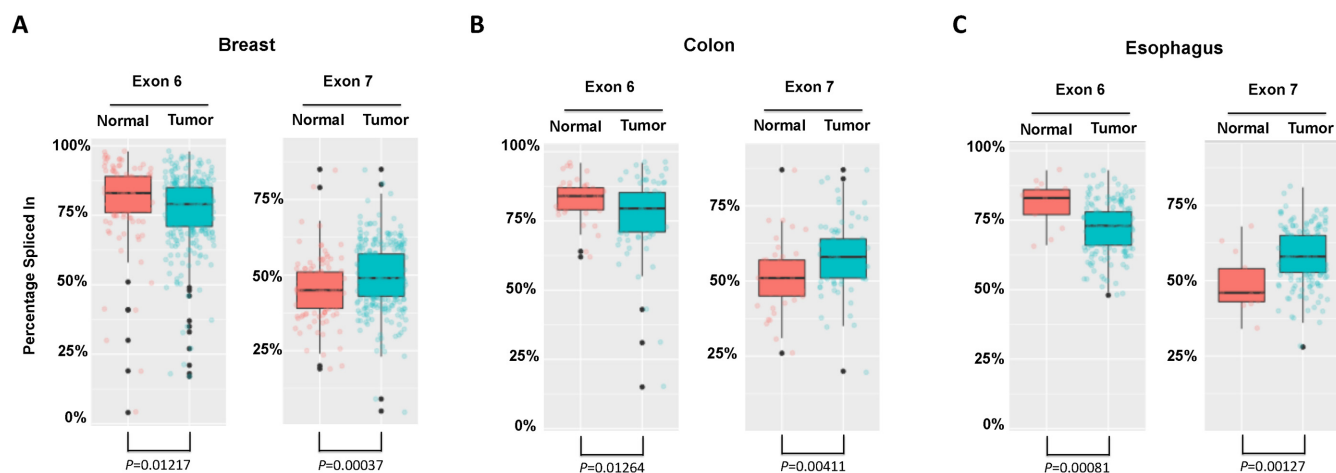 A
Breast
Exon 6
Exon 7
Normal
Tumor
Normal
Tumor
Percentage Spliced In
100%
75%
50%
25%
0%
75%
50%
25%
P=0.01217
P=0.00037
B
Colon
Exon 6
Exon 7
Normal
Tumor
Normal
Tumor
100%
75%
50%
25%
0%
75%
50%
25%
P=0.01264
P=0.00411
C
Esophagus
Exon 6
Exon 7
Normal
Tumor
Normal
Tumor
100%
75%
50%
25%
0%
75%
50%
25%
P=0.00081
P=0.00127